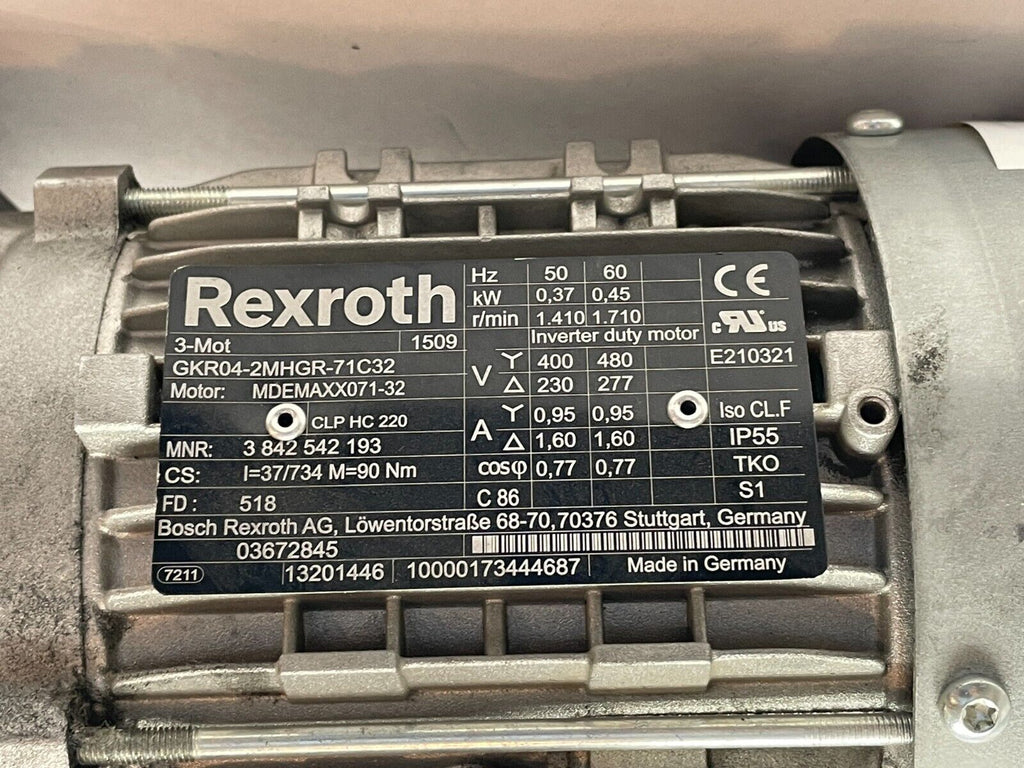 Rexroth
3-Mot 1509
GKR04-2MHGR-71C32
Motor: MDEMAXX071-32
CLP HC 220
MNR: 3 842 542 193
CS: I=37/734 M=90 Nm
FD: 518
Hz 50 60
kW 0,37 0,45
r/min 1.410 1.710
Inverter duty motor
V Y 400 480
Δ 230 277
A Y 0,95 0,95
Δ 1,60 1,60
cosφ 0,77 0,77
C 86
CE
c RU us
E210321
Iso CL.F
IP55
TKO
S1
Bosch Rexroth AG, Löwentorstraße 68-70,70376 Stuttgart, Germany
03672845
7211 13201446 10000173444687 Made in Germany